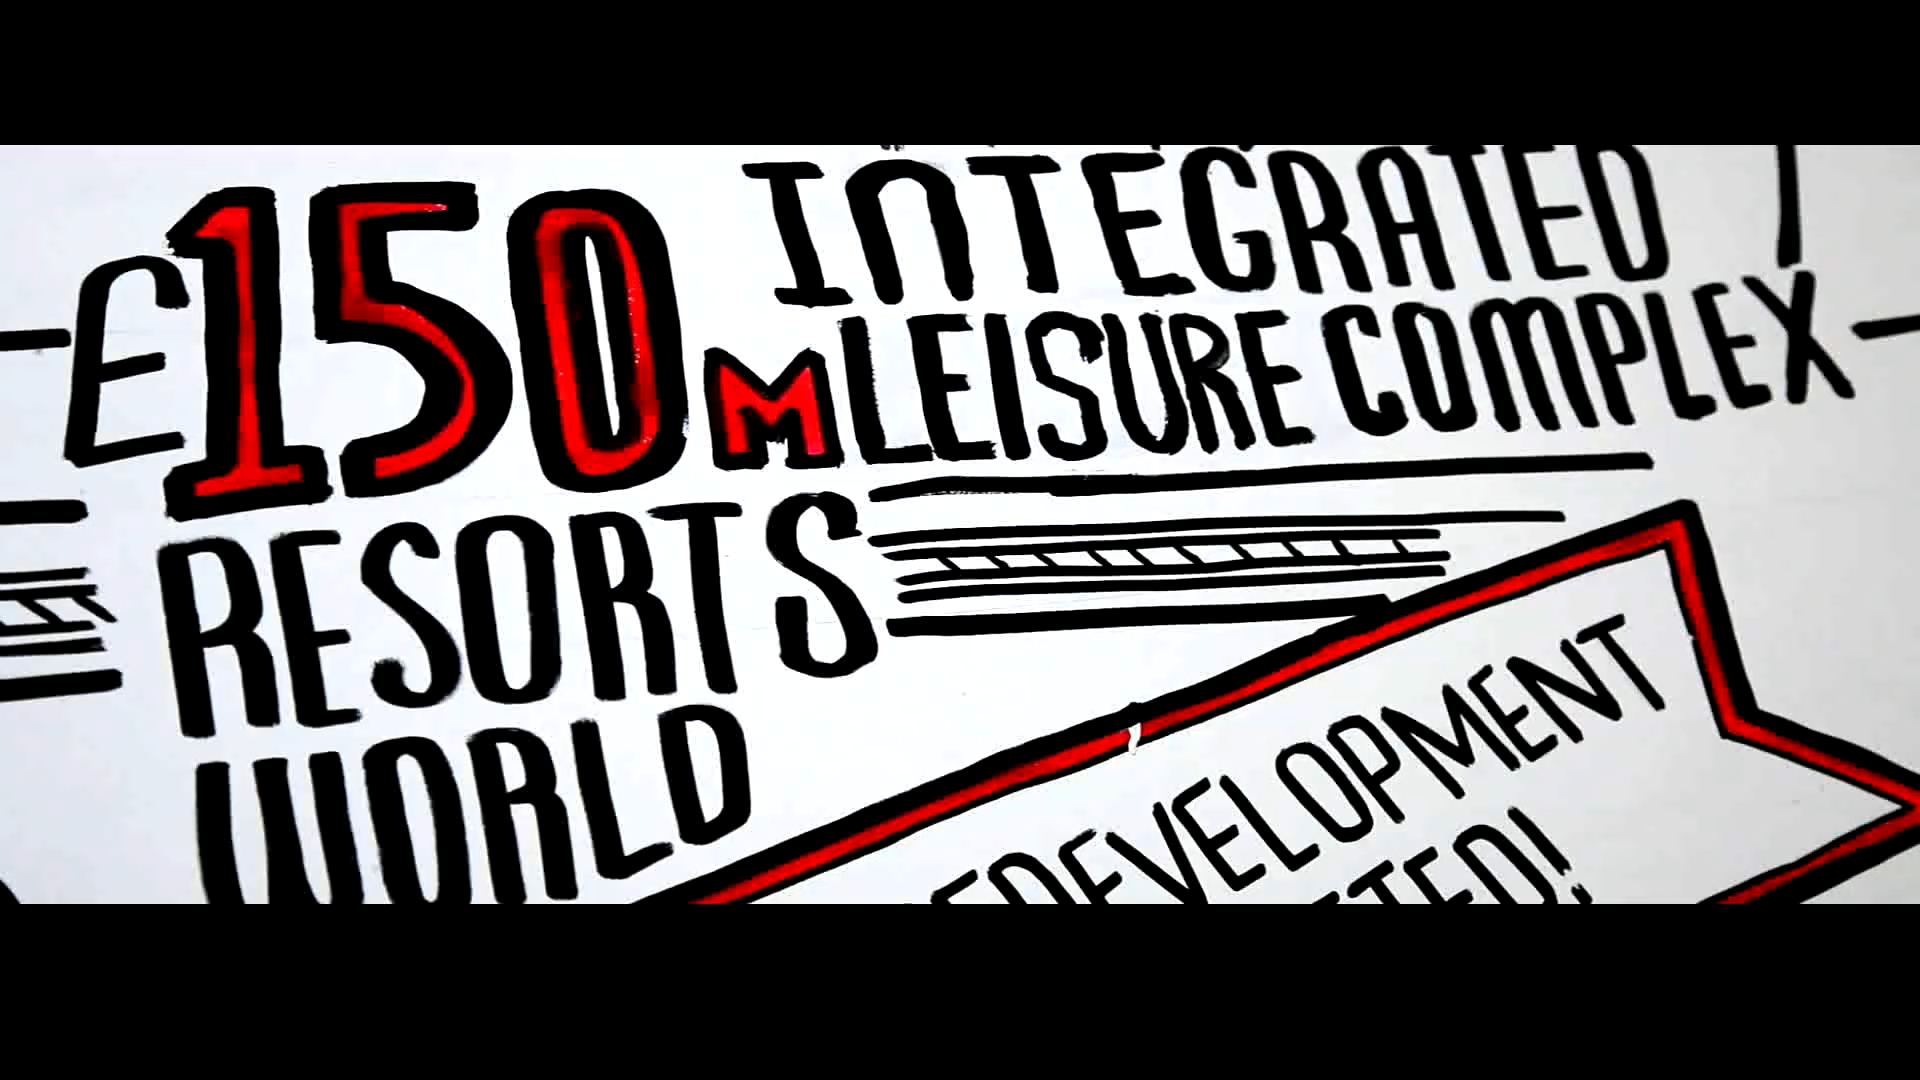 £150M INTEGRATED
LEISURE COMPLEX
RESORTS
WORLD
DEVELOPMENT